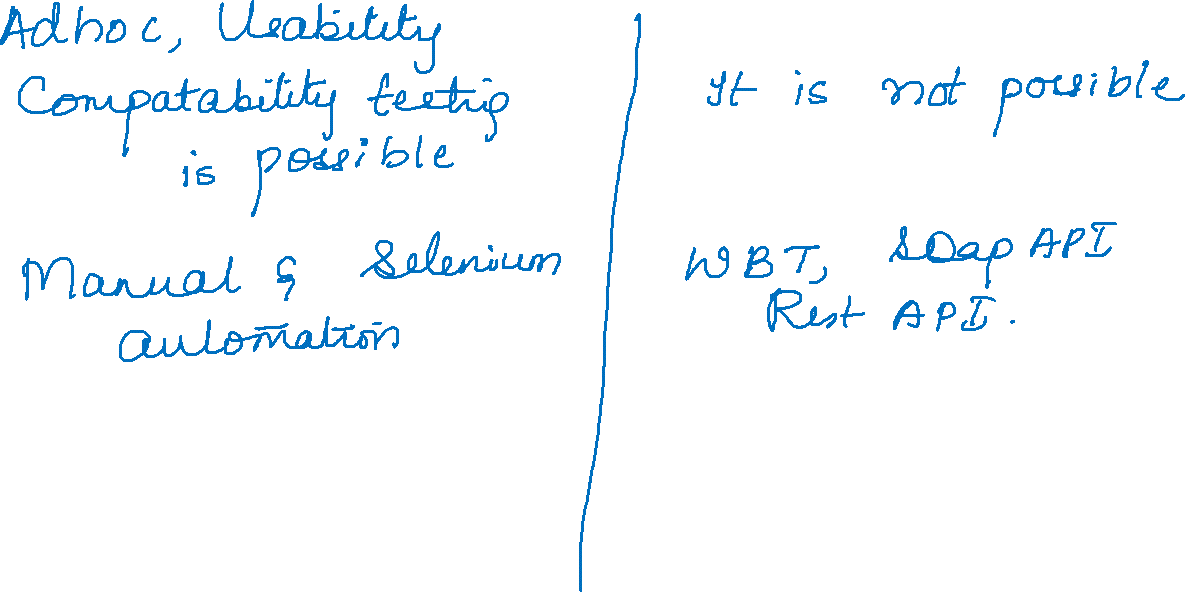 Adhoc, Usability
Compatability testing
is possible
Manual & Selenium
automation
It is not possible
WBT, SOap API
Rest API.